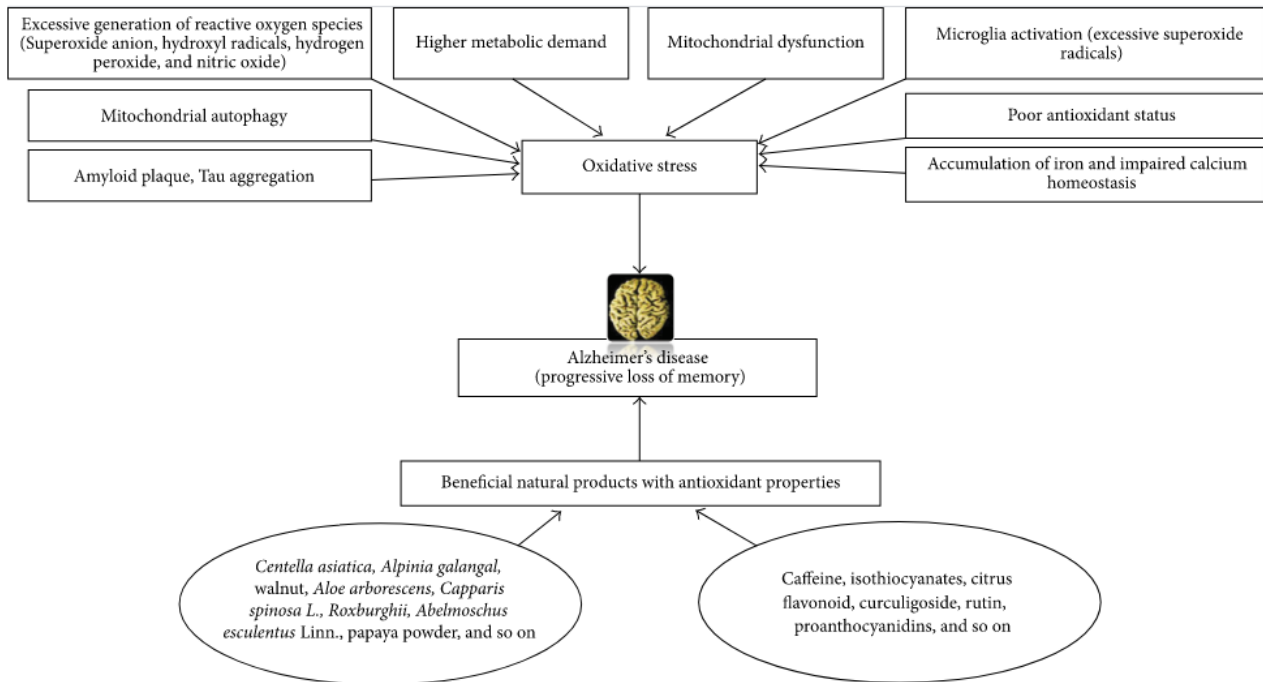 Excessive generation of reactive oxygen species
(Superoxide anion, hydroxyl radicals, hydrogen
peroxide, and nitric oxide)
Higher metabolic demand
Mitochondrial dysfunction
Microglia activation (excessive superoxide
radicals)
Mitochondrial autophagy
Poor antioxidant status
Amyloid plaque, Tau aggregation
Oxidative stress
Accumulation of iron and impaired calcium
homeostasis
Alzheimer's disease
(progressive loss of memory)
Beneficial natural products with antioxidant properties
Centella asiatica, Alpinia galangal,
walnut, Aloe arborescens, Capparis
spinosa L., Roxburghii, Abelmoschus
esculentus Linn., papaya powder, and so on
Caffeine, isothiocyanates, citrus
flavonoid, curculigoside, rutin,
proanthocyanidins, and so on